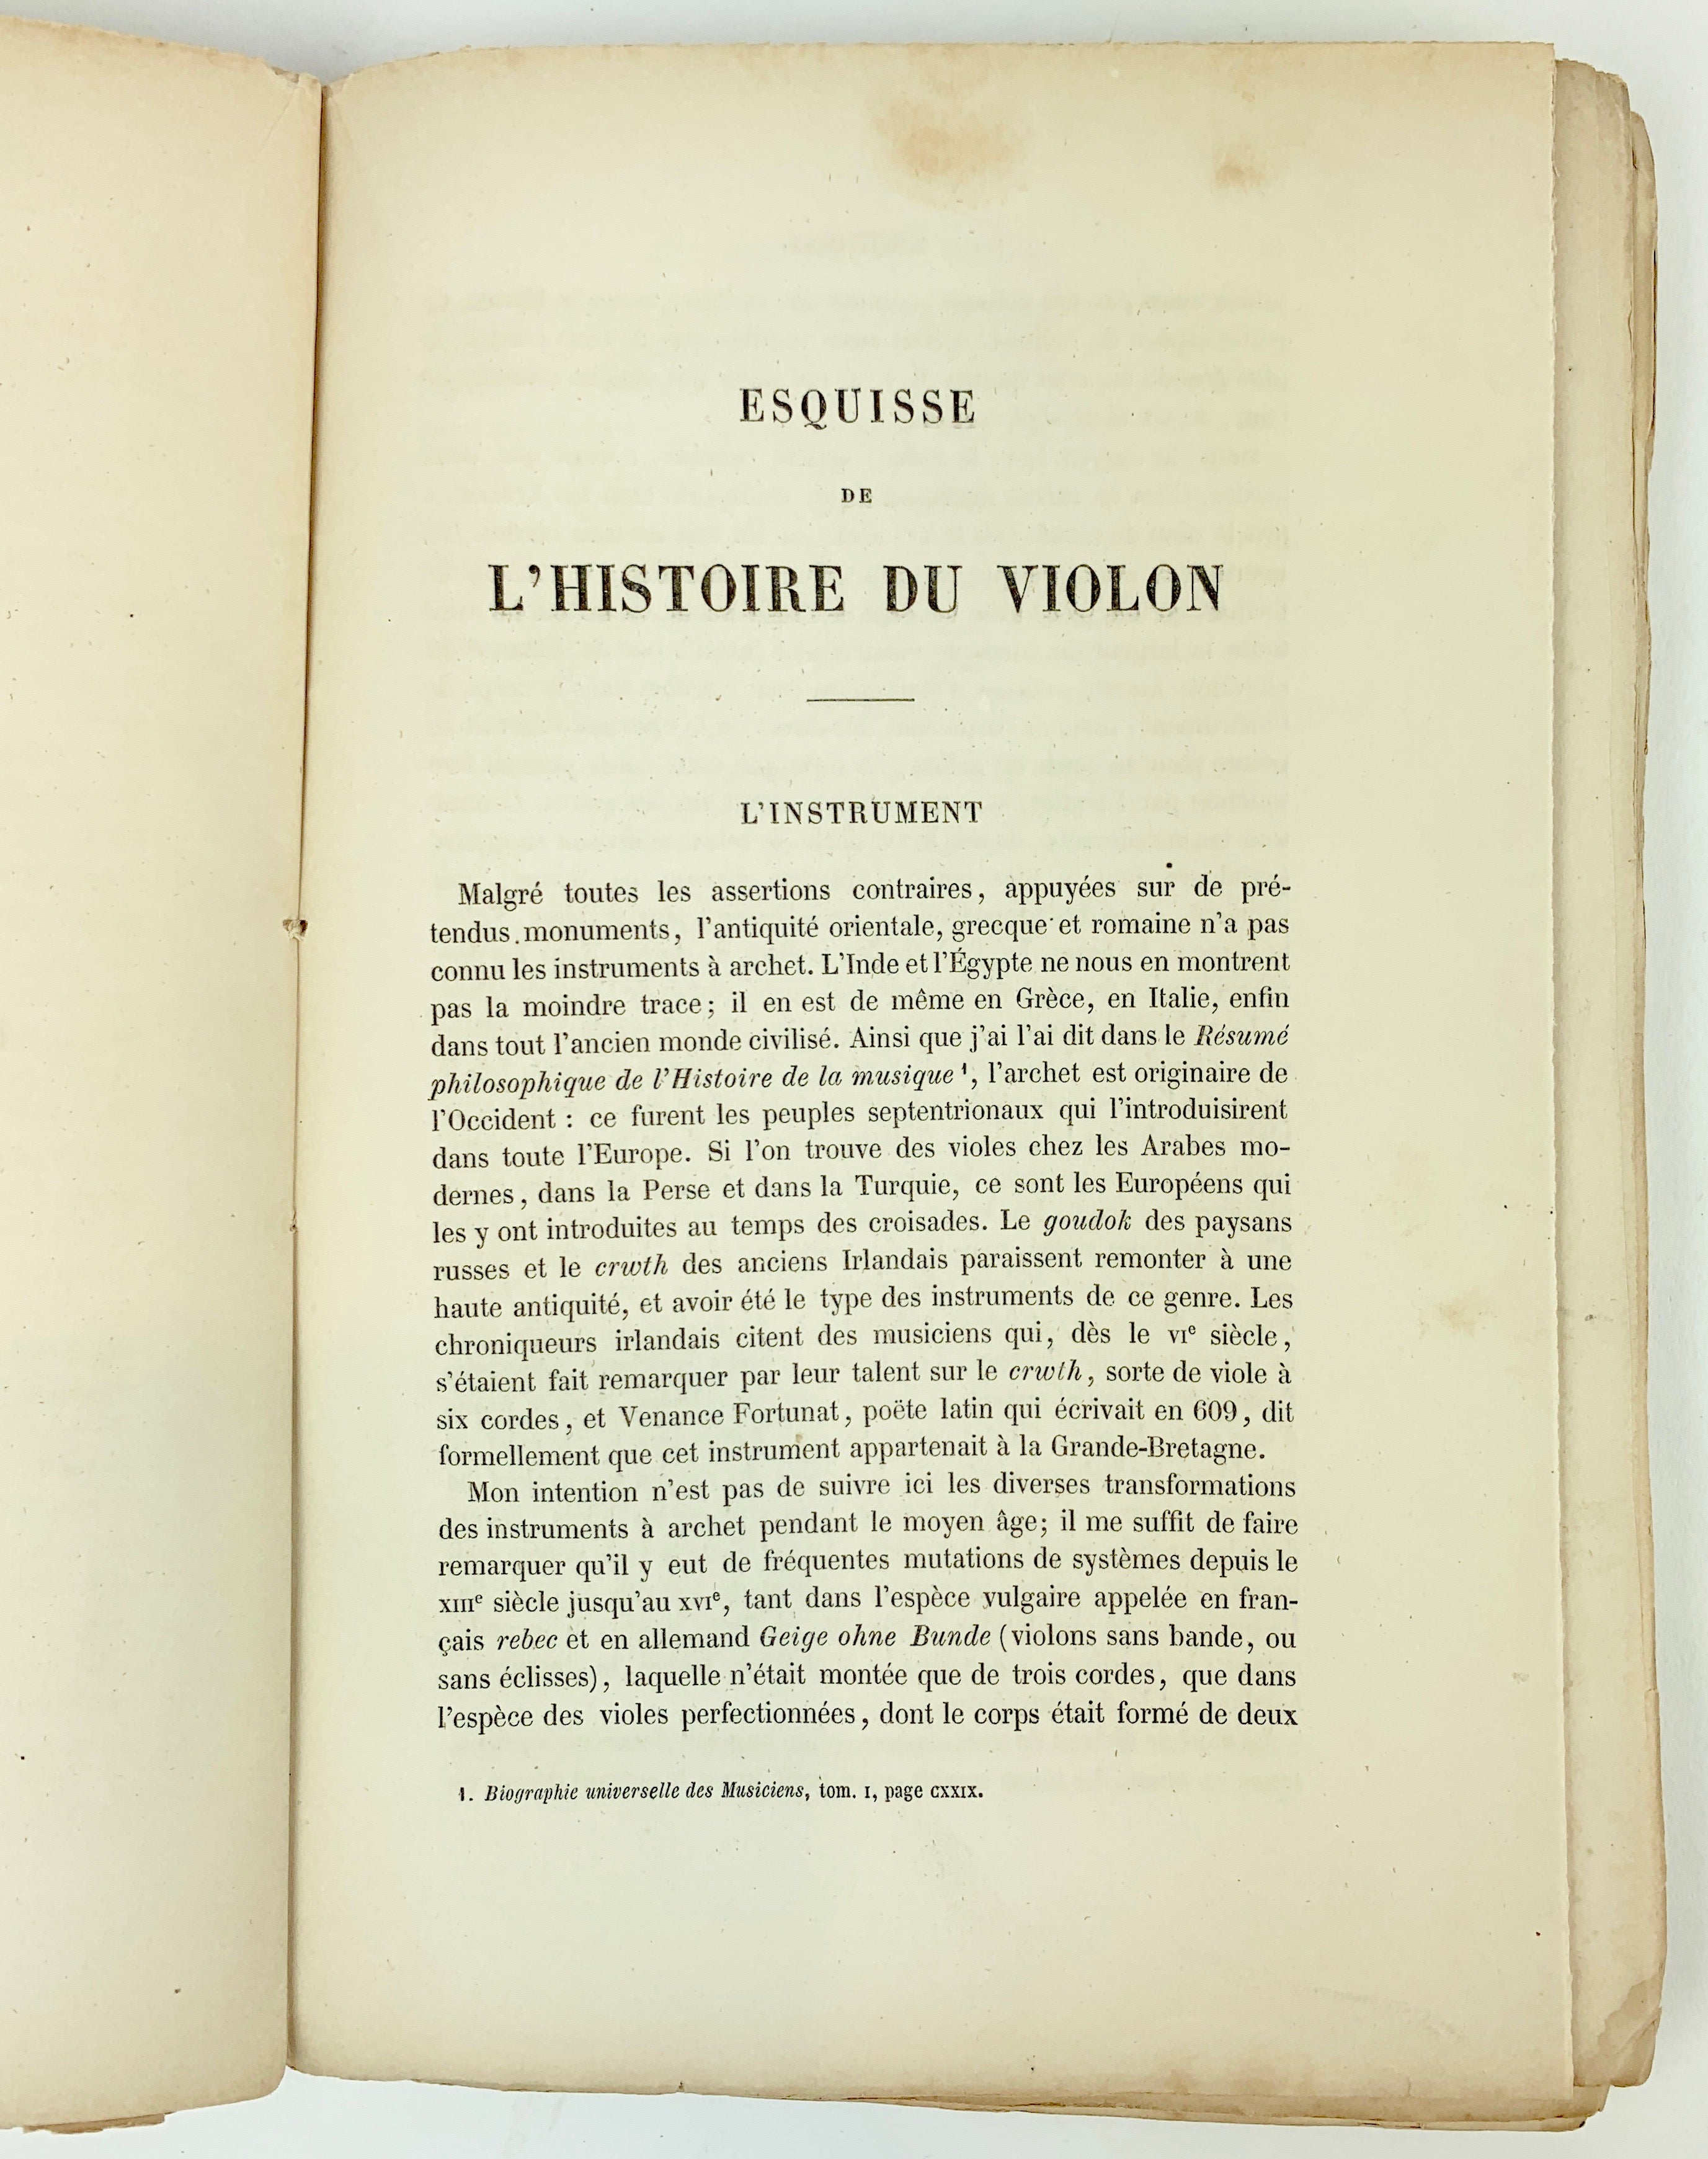 ESQUISSE
DE
L'HISTOIRE DU VIOLON
L'INSTRUMENT
Malgré toutes les assertions contraires, appuyées sur de pré-
tendus monuments, l'antiquité orientale, grecque et romaine n'a pas
connu les instruments à archet. L'Inde et l'Égypte ne nous en montrent
pas la moindre trace; il en est de même en Grèce, en Italie, enfin
dans tout l'ancien monde civilisé. Ainsi que j'ai l'ai dit dans le Résumé
philosophique de l'Histoire de la musique ¹, l'archet est originaire de
l'Occident : ce furent les peuples septentrionaux qui l'introduisirent
dans toute l'Europe. Si l'on trouve des violes chez les Arabes mo-
dernes, dans la Perse et dans la Turquie, ce sont les Européens qui
les y ont introduites au temps des croisades. Le goudok des paysans
russes et le crwth des anciens Irlandais paraissent remonter à une
haute antiquité, et avoir été le type des instruments de ce genre. Les
chroniqueurs irlandais citent des musiciens qui, dès le VIe siècle,
s'étaient fait remarquer par leur talent sur le crwth, sorte de viole à
six cordes, et Venance Fortunat, poëte latin qui écrivait en 609, dit
formellement que cet instrument appartenait à la Grande-Bretagne.
Mon intention n'est pas de suivre ici les diverses transformations
des instruments à archet pendant le moyen âge; il me suffit de faire
remarquer qu'il y eut de fréquentes mutations de systèmes depuis le
XIIIe siècle jusqu'au XVIe, tant dans l'espèce vulgaire appelée en fran-
çais rebec et en allemand Geige ohne Bunde (violons sans bande, ou
sans éclisses), laquelle n'était montée que de trois cordes, que dans
l'espèce des violes perfectionnées, dont le corps était formé de deux
1. Biographie universelle des Musiciens, tom. I, page CXXIX.